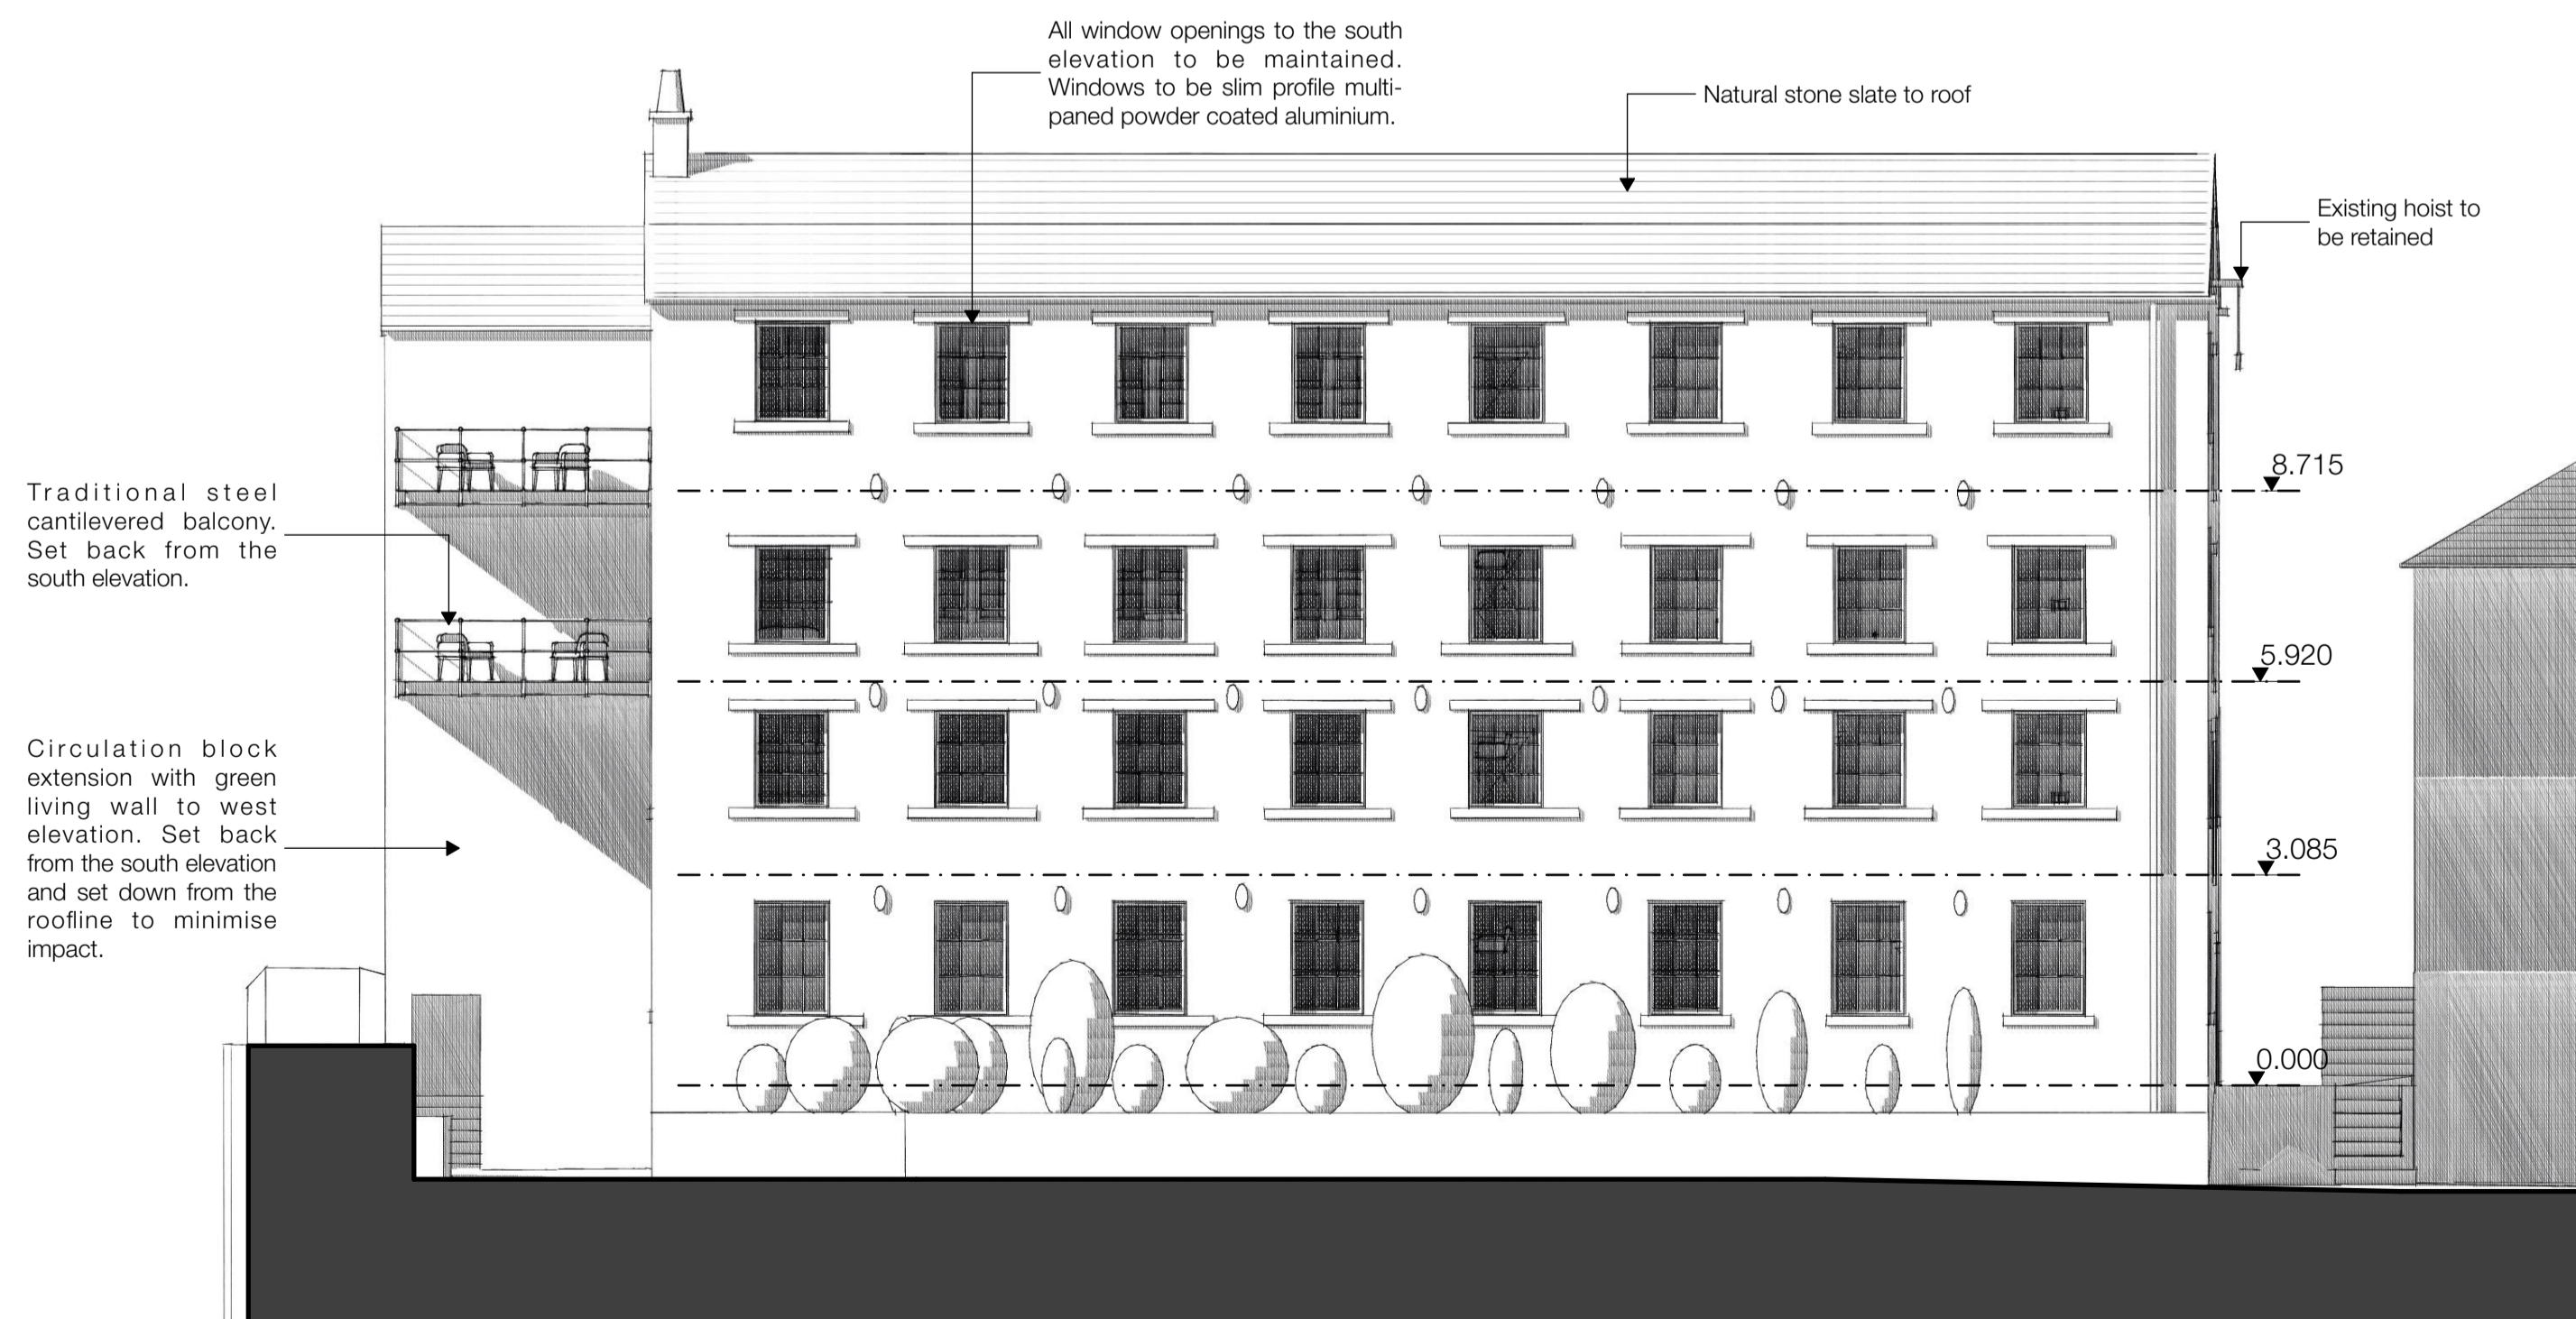 All window openings to the south
elevation to be maintained.
Windows to be slim profile multi-
paned powder coated aluminium.
Natural stone slate to roof
Existing hoist to
be retained
Traditional steel
cantilevered balcony.
Set back from the
south elevation.
Circulation block
extension with green
living wall to west
elevation. Set back
from the south elevation
and set down from the
roofline to minimise
impact.
8.715
5.920
3.085
0.000